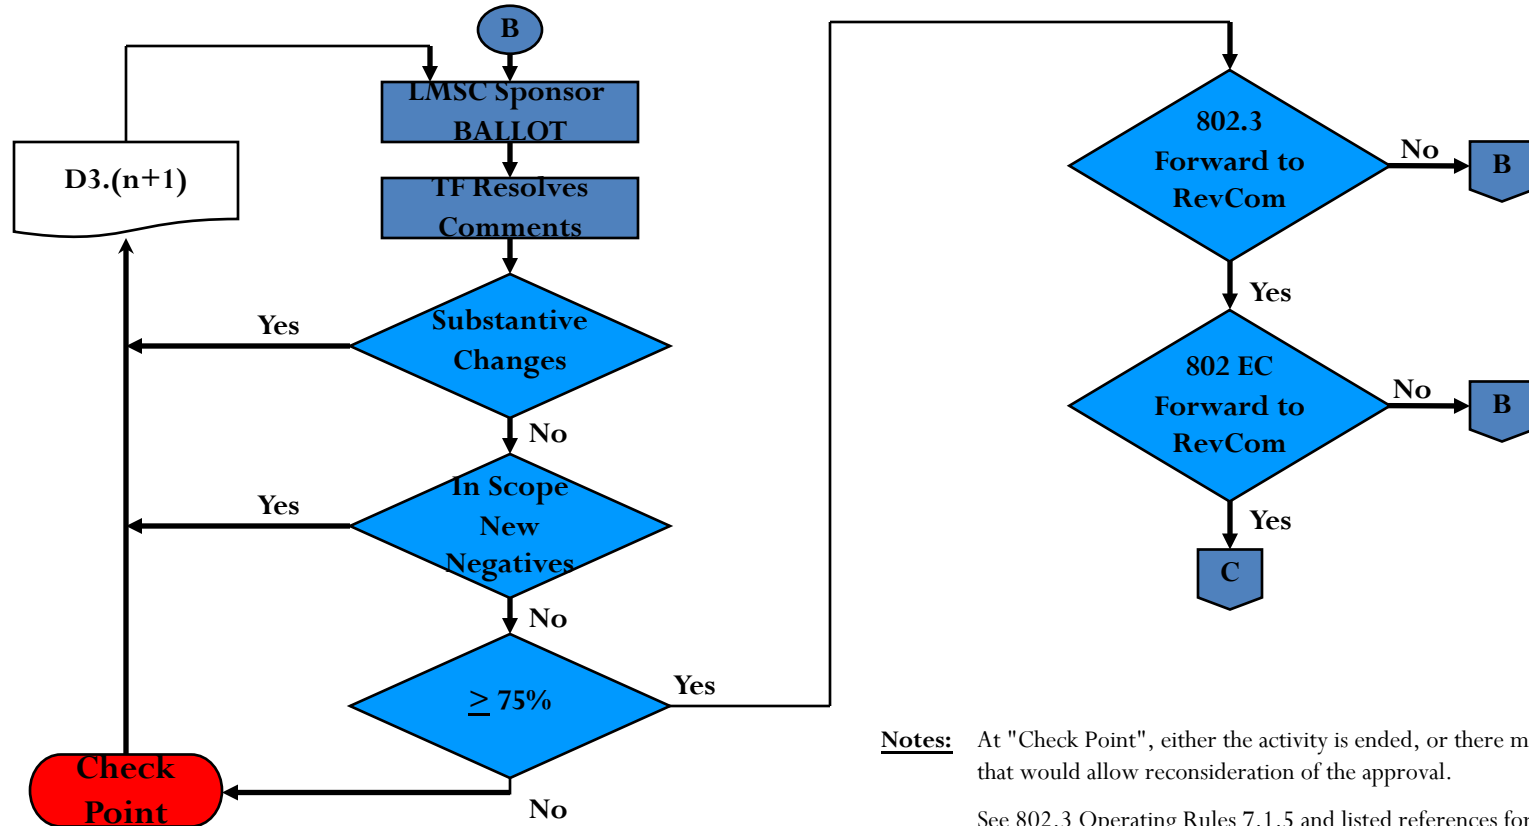 B
LMSC Sponsor
BALLOT
D3.(n+1)
TF Resolves
Comments
Yes
Substantive
Changes
No
Yes
In Scope
New
Negatives
No
≥ 75%
Yes
Check
Point
No
802.3
Forward to
RevCom
No
B
Yes
802 EC
Forward to
RevCom
No
B
Yes
C
Notes: At "Check Point", either the activity is ended, or there
that would allow reconsideration of the approval.
See 802.3 Operating Rules 7.1.5 and listed references for